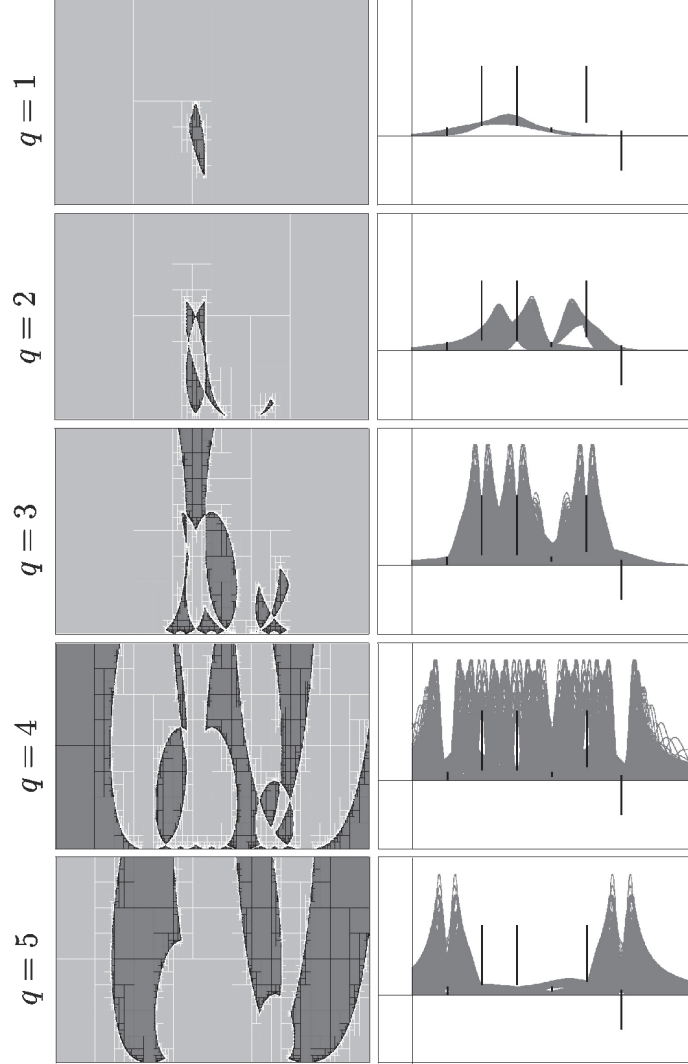 q = 1
q = 2
q = 3
q = 4
q = 5